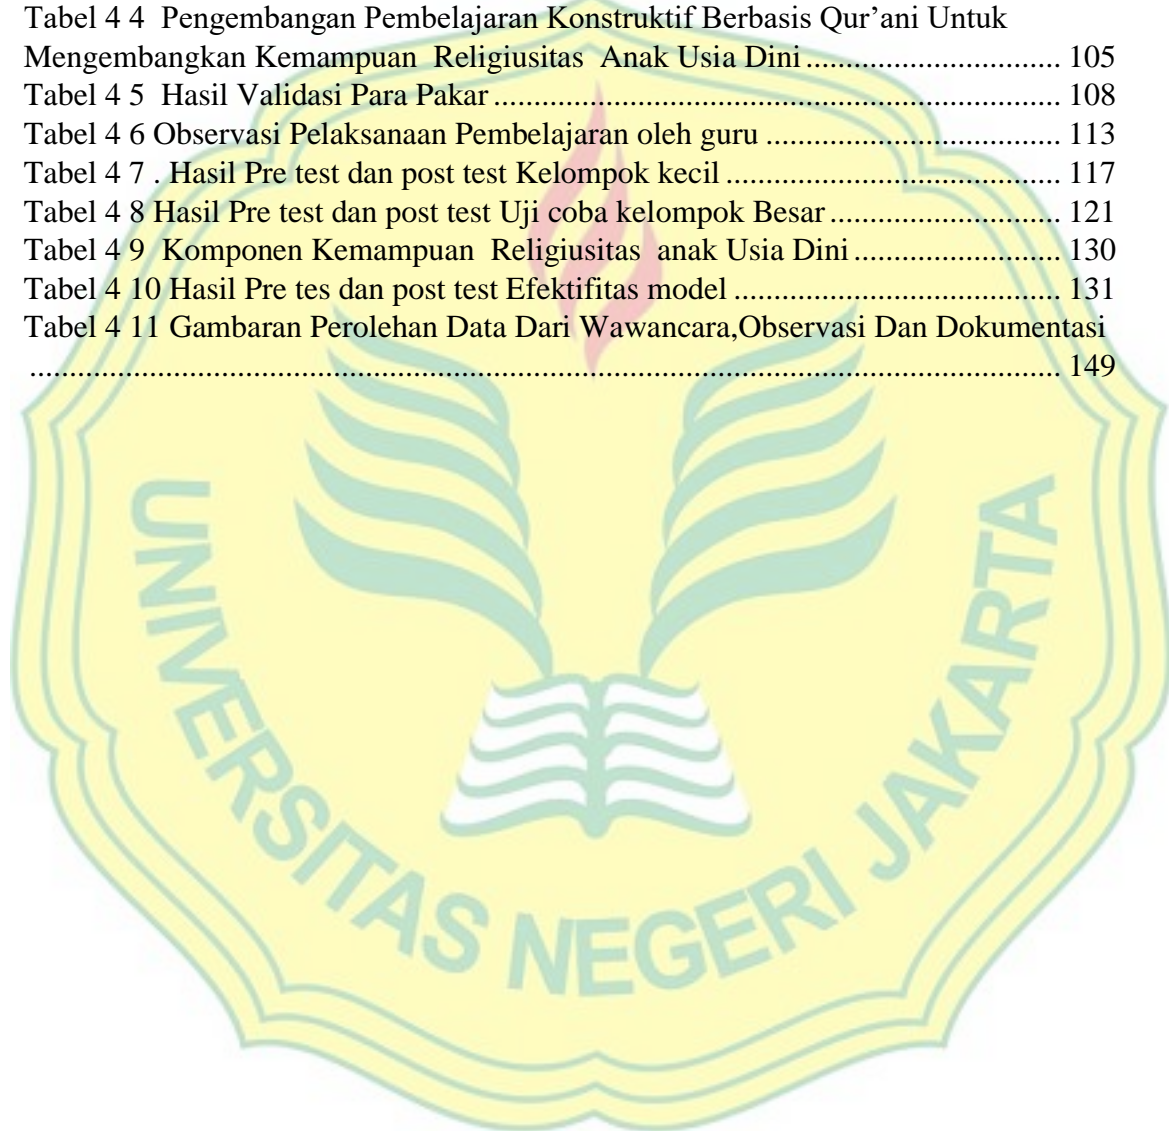 Tabel 4 4  Pengembangan Pembelajaran Konstruktif Berbasis Qur’ani Untuk
Mengembangkan Kemampuan  Religiusitas  Anak Usia Dini ............................... 105
Tabel 4 5  Hasil Validasi Para Pakar ..................................................................... 108
Tabel 4 6 Observasi Pelaksanaan Pembelajaran oleh guru .................................... 113
Tabel 4 7 . Hasil Pre test dan post test Kelompok kecil ......................................... 117
Tabel 4 8 Hasil Pre test dan post test Uji coba kelompok Besar ............................ 121
Tabel 4 9  Komponen Kemampuan  Religiusitas  anak Usia Dini ......................... 130
Tabel 4 10 Hasil Pre tes dan post test Efektifitas model ........................................ 131
Tabel 4 11 Gambaran Perolehan Data Dari Wawancara,Observasi Dan Dokumentasi
............................................................................................................................. 149
UNIVERSITAS NEGERI JAKARTA